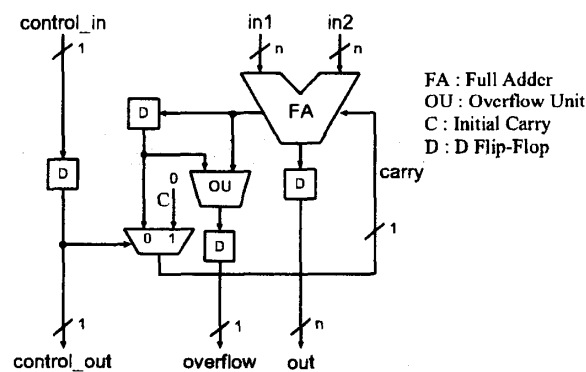 control_in in1 in2
1 n n
FA : Full Adder
OU : Overflow Unit
C : Initial Carry
D : D Flip-Flop
FA
D
D OU D carry
0
C
0 1 D 1
1 1 n
control_out overflow out